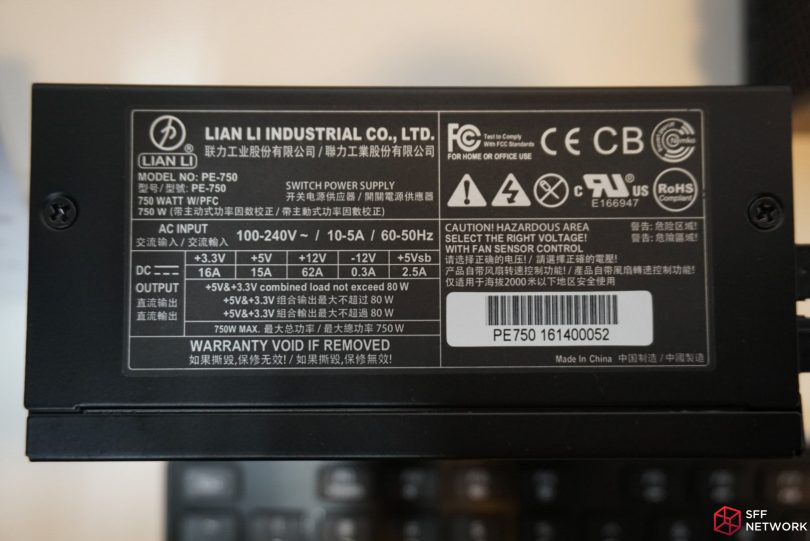 LIAN LI
®
LIAN LI INDUSTRIAL CO., LTD.
联力工业股份有限公司 / 聯力工業股份有限公司
MODEL NO: PE-750
型号/型號: PE-750
750 WATT W/PFC
SWITCH POWER SUPPLY
开关电源供应器 / 開關電源供應器
750 W (带主动式功率因数校正/帶主動式功率因數校正)
AC INPUT
交流输入 / 交流輸入
100-240V ~ / 10-5A / 60-50Hz
DC
+3.3V +5V +12V -12V +5Vsb
16A 15A 62A 0.3A 2.5A
OUTPUT
直流输出
直流輸出
+5V&+3.3V combined load not exceed 80 W
+5V&+3.3V 组合输出最大不超过 80 W
+5V&+3.3V 組合輸出最大不超過 80 W
750W MAX. 最大总功率 / 最大總功率 750 W
WARRANTY VOID IF REMOVED
如果撕毁,保修无效! / 如果撕毀,保修無效!
FC
Test to Comply
With FCC Standards
FOR HOME OR OFFICE USE
CE CB
Nemko
c RU US
E166947
RoHS
Compliant
CAUTION! HAZARDOUS AREA
SELECT THE RIGHT VOLTAGE!
WITH FAN SENSOR CONTROL
警告: 危险区域!
警告: 危險區域!
请选择正确的电压! / 請選擇正確的電壓!
产品自带风扇转速控制功能! / 產品自帶風扇轉速控制功能!
仅适用于海拔2000米以下地区安全使用
PE750 161400052
Made in China 中国制造 / 中國製造
SFF
NETWORK